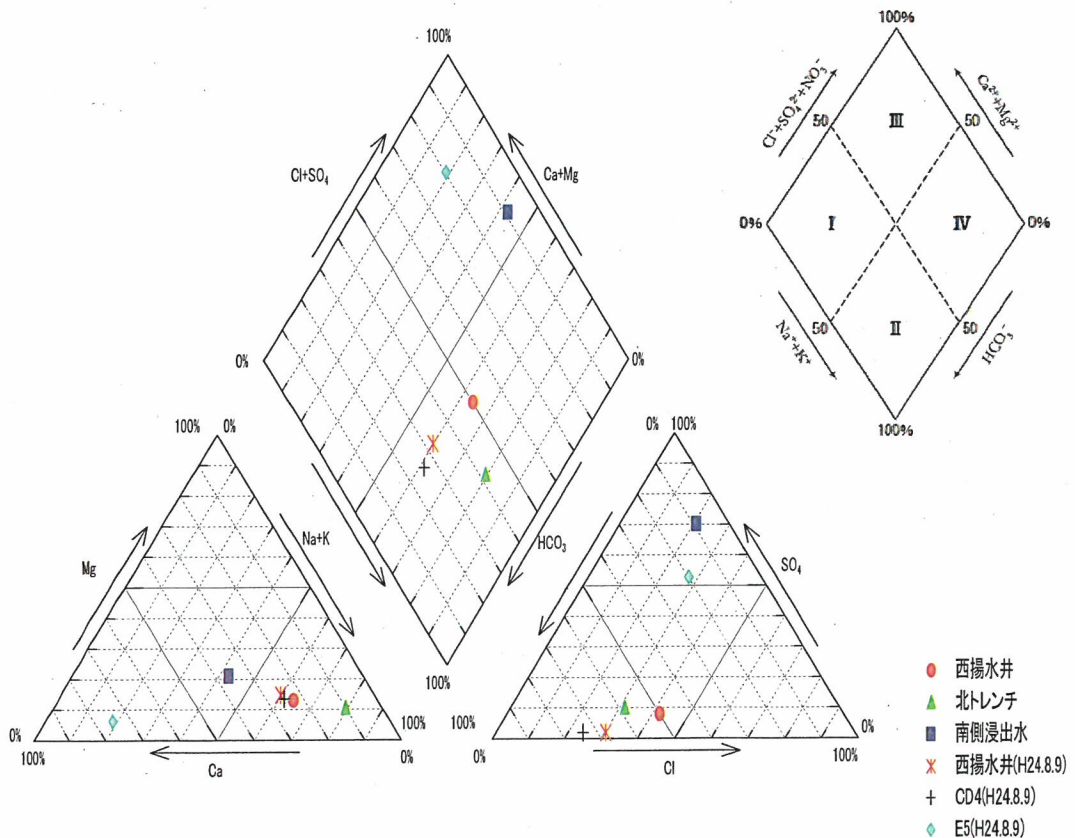 100%
Cl+SO₄
Ca+Mg
0%
0%
HCO₃
100%
100%
Cl⁻+SO₄²⁻+NO₃⁻
Ca²⁺+Mg²⁺
50
III
50
0%
I
IV
0%
50
II
50
Na⁺+K⁺
HCO₃⁻
100%
100% 0%
Mg
Na+K
0%
100%
100%
0%
Ca
0% 100%
SO₄
100%
0%
0%
100%
Cl
西揚水井
北トレンチ
南側浸出水
西揚水井(H24.8.9)
CD4(H24.8.9)
E5(H24.8.9)